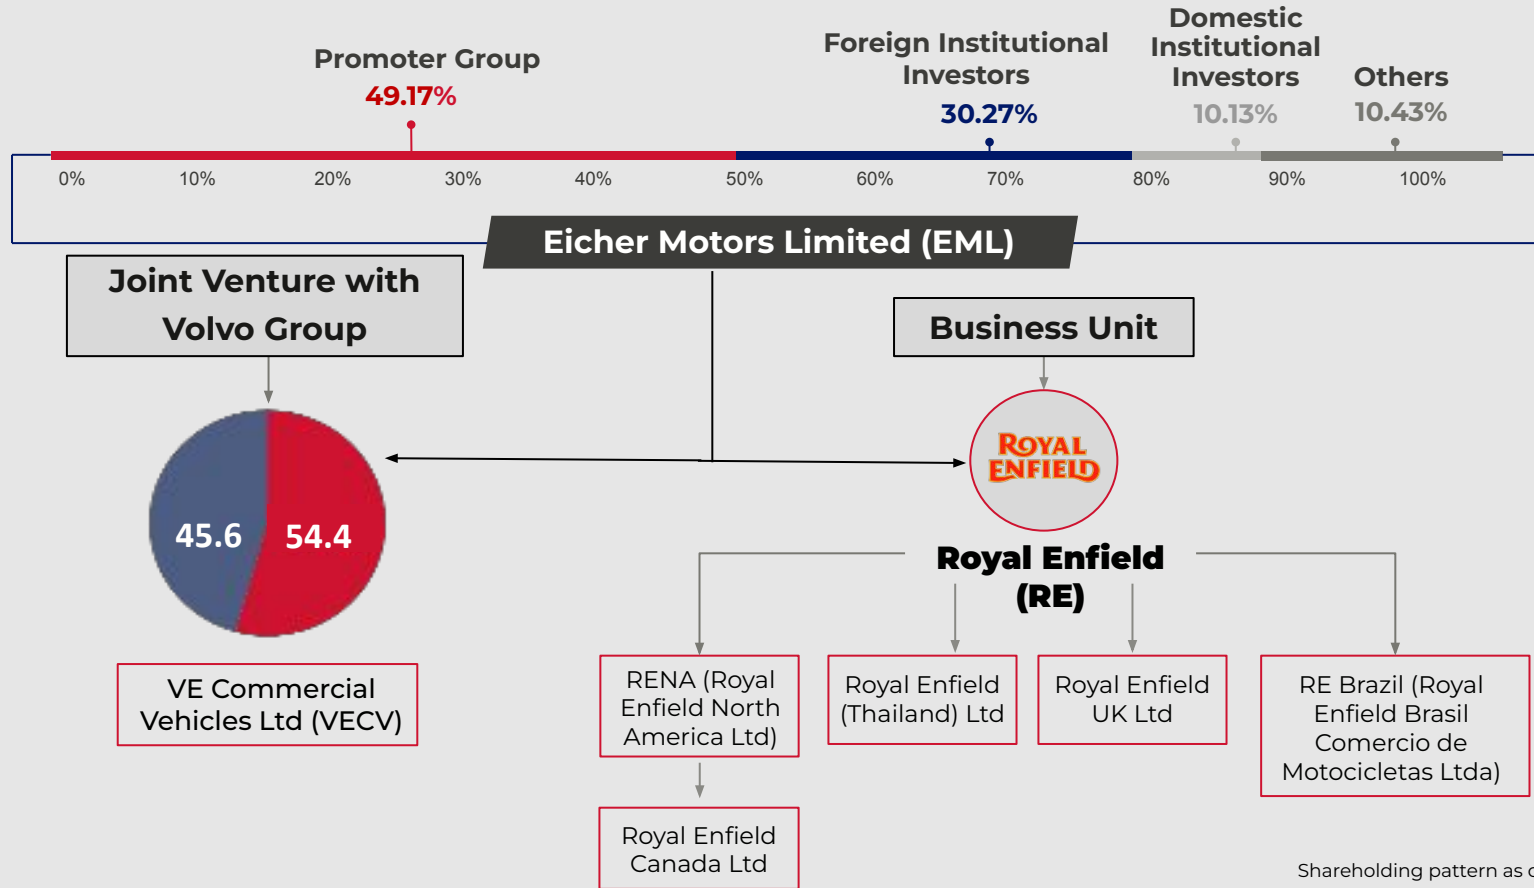 Promoter Group
49.17%
Foreign Institutional
Investors
30.27%
Domestic
Institutional
Investors
10.13%
Others
10.43%
0% 10% 20% 30% 40% 50% 60% 70% 80% 90% 100%
Eicher Motors Limited (EML)
Joint Venture with
Volvo Group
Business Unit
45.6 54.4
ROYAL
ENFIELD
Royal Enfield
(RE)
VE Commercial
Vehicles Ltd (VECV)
RENA (Royal
Enfield North
America Ltd)
Royal Enfield
(Thailand) Ltd
Royal Enfield
UK Ltd
RE Brazil (Royal
Enfield Brasil
Comercio de
Motocicletas Ltda)
Royal Enfield
Canada Ltd
Shareholding pattern as